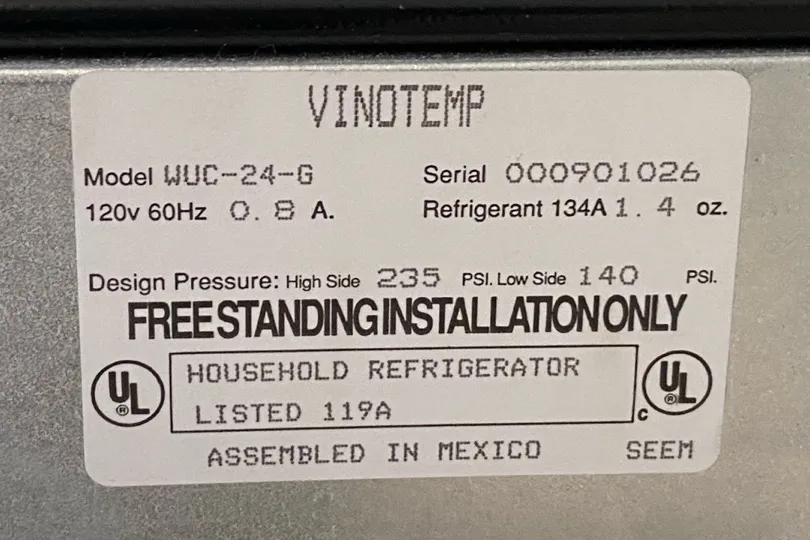 VINOTEMP
Model WUC-24-G Serial 000901026
120v 60Hz 0.8 A. Refrigerant 134A 1.4 oz.
Design Pressure: High Side 235 PSI. Low Side 140 PSI.
FREE STANDING INSTALLATION ONLY
UL ® HOUSEHOLD REFRIGERATOR c UL ®
LISTED 119A
ASSEMBLED IN MEXICO SEEM